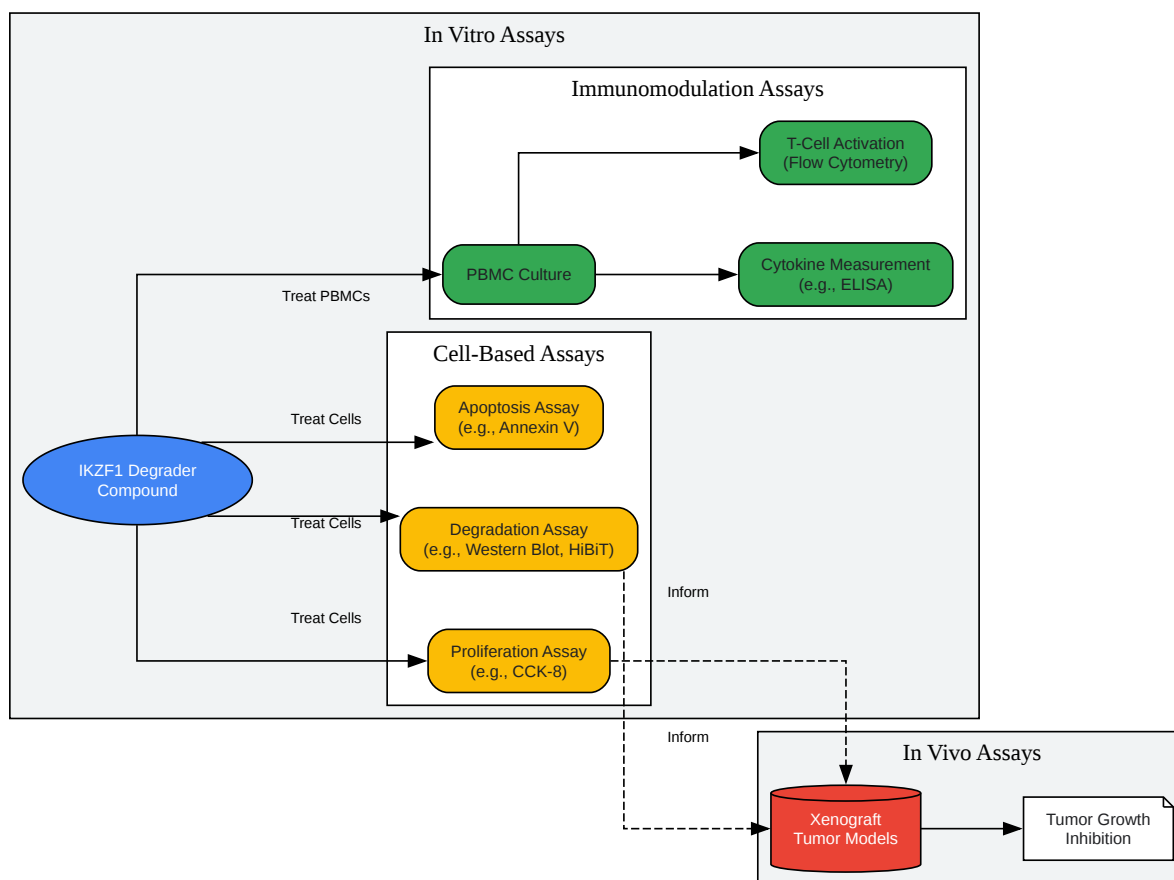 In Vitro Assays
Immunomodulation Assays
T-Cell Activation
(Flow Cytometry)
PBMC Culture
Cytokine Measurement
(e.g., ELISA)
Treat PBMCs
Cell-Based Assays
Apoptosis Assay
(e.g., Annexin V)
Treat Cells
IKZF1 Degrader
Compound
Treat Cells
Degradation Assay
(e.g., Western Blot, HiBiT)
Inform
Treat Cells
Proliferation Assay
(e.g., CCK-8)
Inform
In Vivo Assays
Xenograft
Tumor Models
Tumor Growth
Inhibition